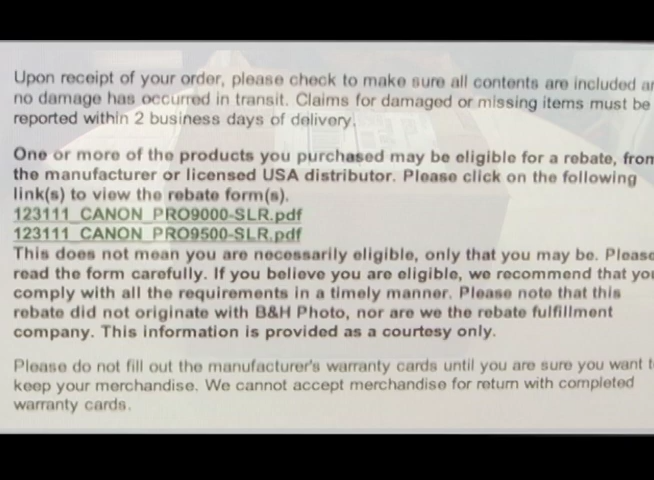 Upon receipt of your order, please check to make sure all contents are included
no damage has occurred in transit. Claims for damaged or missing items must be
reported within 2 business days of delivery.
One or more of the products you purchased may be eligible for a rebate, from
the manufacturer or licensed USA distributor. Please click on the following
link(s) to view the rebate form(s).
123111_CANON_PRO9000-SLR.pdf
123111_CANON_PRO9500-SLR.pdf
This does not mean you are necessarily eligible, only that you may be. Please
read the form carefully. If you believe you are eligible, we recommend that you
comply with all the requirements in a timely manner. Please note that this
rebate did not originate with B&H Photo, nor are we the rebate fulfillment
company. This information is provided as a courtesy only.
Please do not fill out the manufacturer's warranty cards until you are sure you want
keep your merchandise. We cannot accept merchandise for return with completed
warranty cards.